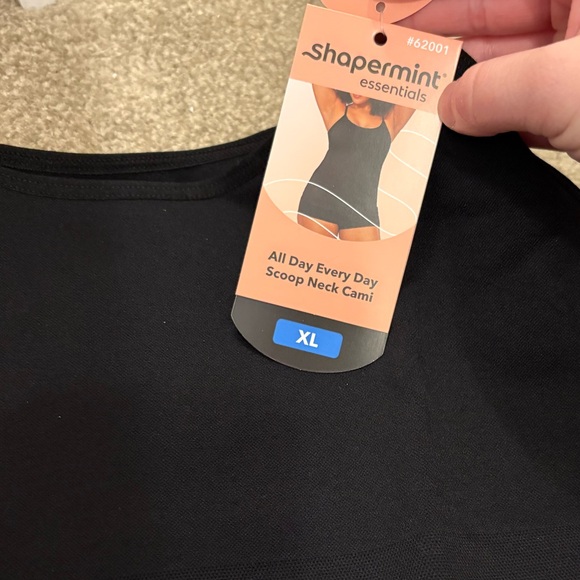 #62001
Shapermint
essentials
All Day Every Day
Scoop Neck Cami
XL